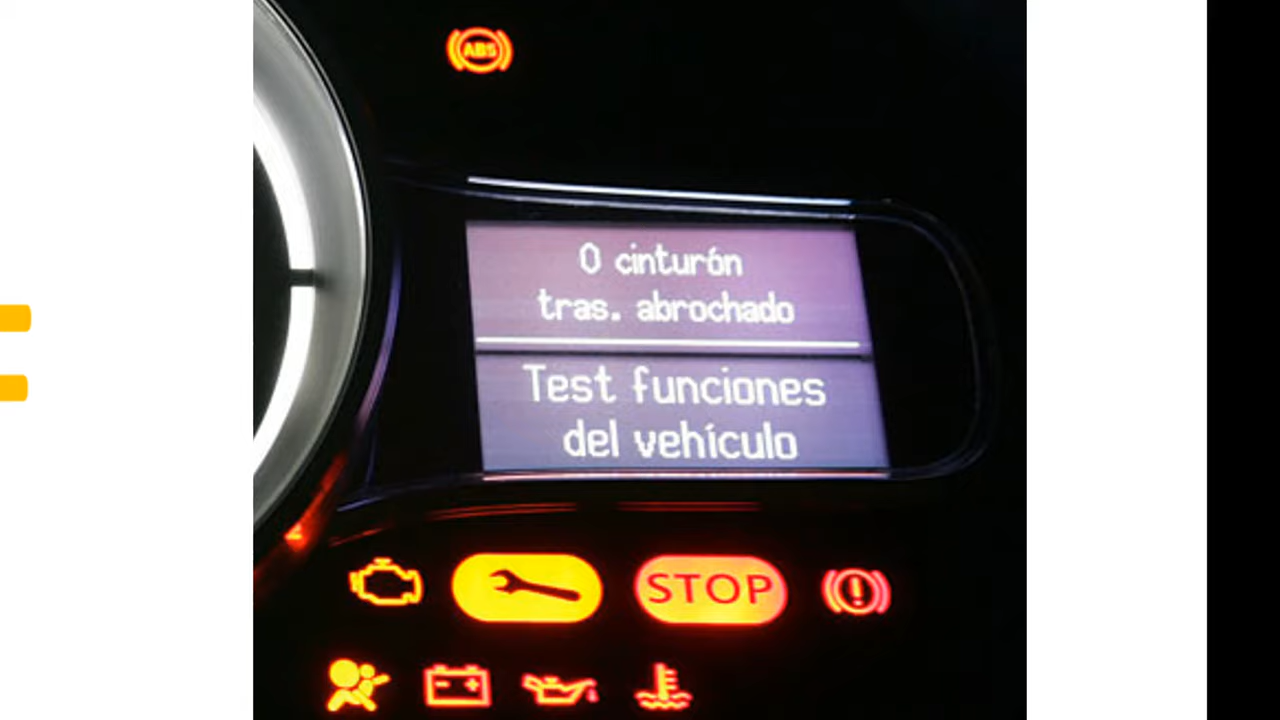 ABS
0 cinturón
tras. abrochado
Test funciones
del vehículo
STOP